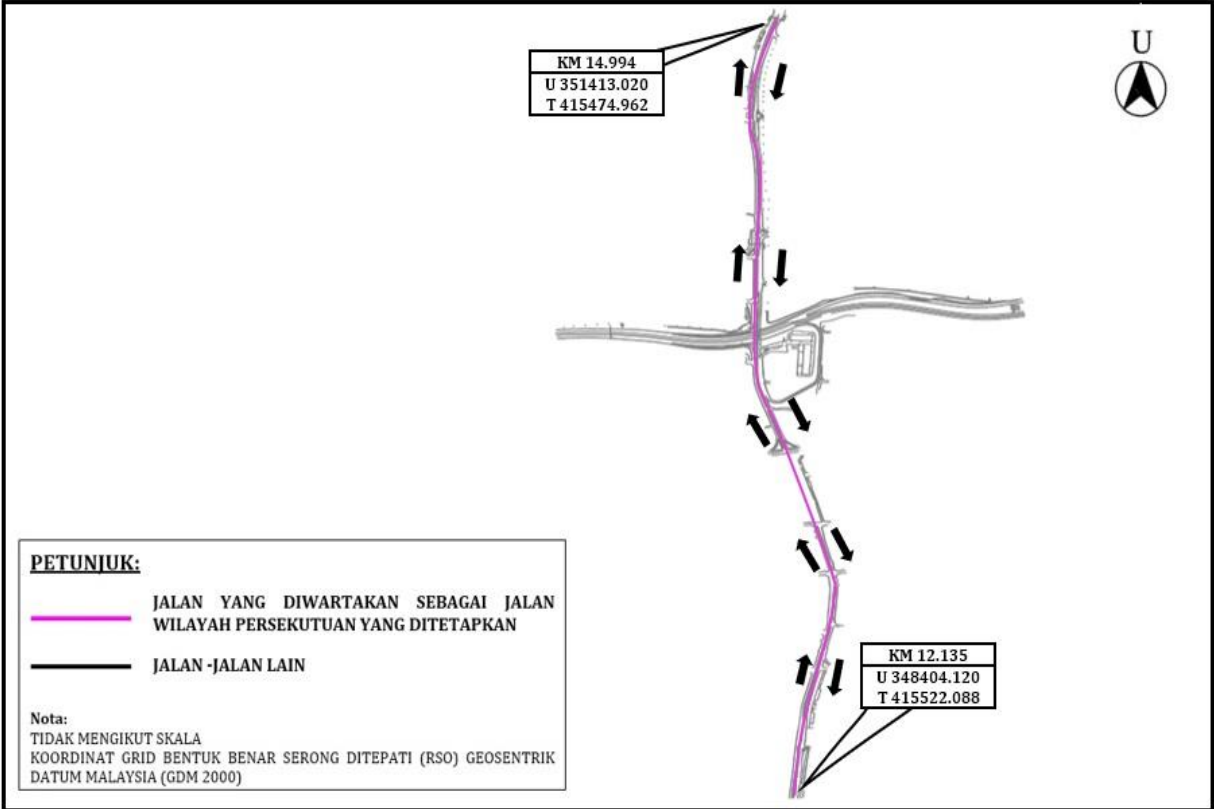 KM 14.994
U 351413.020
T 415474.962
U
KM 12.135
U 348404.120
T 415522.088
PETUNJUK:
JALAN YANG DIWARTAKAN SEBAGAI JALAN
WILAYAH PERSEKUTUAN YANG DITETAPKAN
JALAN -JALAN LAIN
Nota:
TIDAK MENGIKUT SKALA
KOORDINAT GRID BENTUK BENAR SERONG DITEPATI (RSO) GEOSENTRIK
DATUM MALAYSIA (GDM 2000)